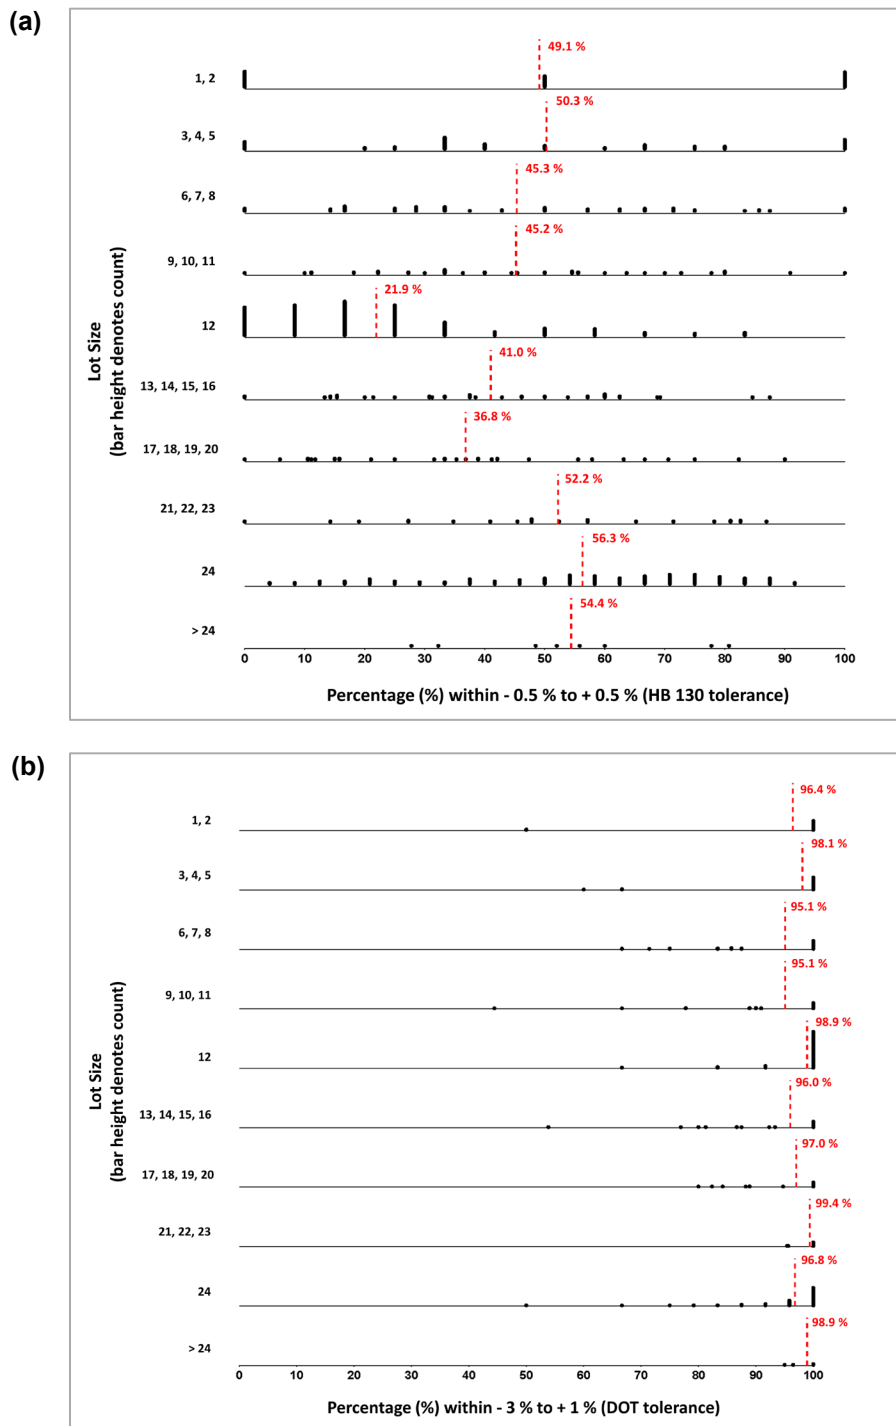 (a)
49.1 %
1, 2
50.3 %
3, 4, 5
45.3 %
6, 7, 8
45.2 %
9, 10, 11
21.9 %
12
41.0 %
13, 14, 15, 16
36.8 %
17, 18, 19, 20
52.2 %
21, 22, 23
56.3 %
24
54.4 %
> 24
Lot Size
(bar height denotes count)
0 10 20 30 40 50 60 70 80 90 100
Percentage (%) within - 0.5 % to + 0.5 % (HB 130 tolerance)
(b)
96.4 %
1, 2
98.1 %
3, 4, 5
95.1 %
6, 7, 8
95.1 %
9, 10, 11
98.9 %
12
96.0 %
13, 14, 15, 16
97.0 %
17, 18, 19, 20
99.4 %
21, 22, 23
96.8 %
24
98.9 %
> 24
Lot Size
(bar height denotes count)
0 10 20 30 40 50 60 70 80 90 100
Percentage (%) within - 3 % to + 1 % (DOT tolerance)